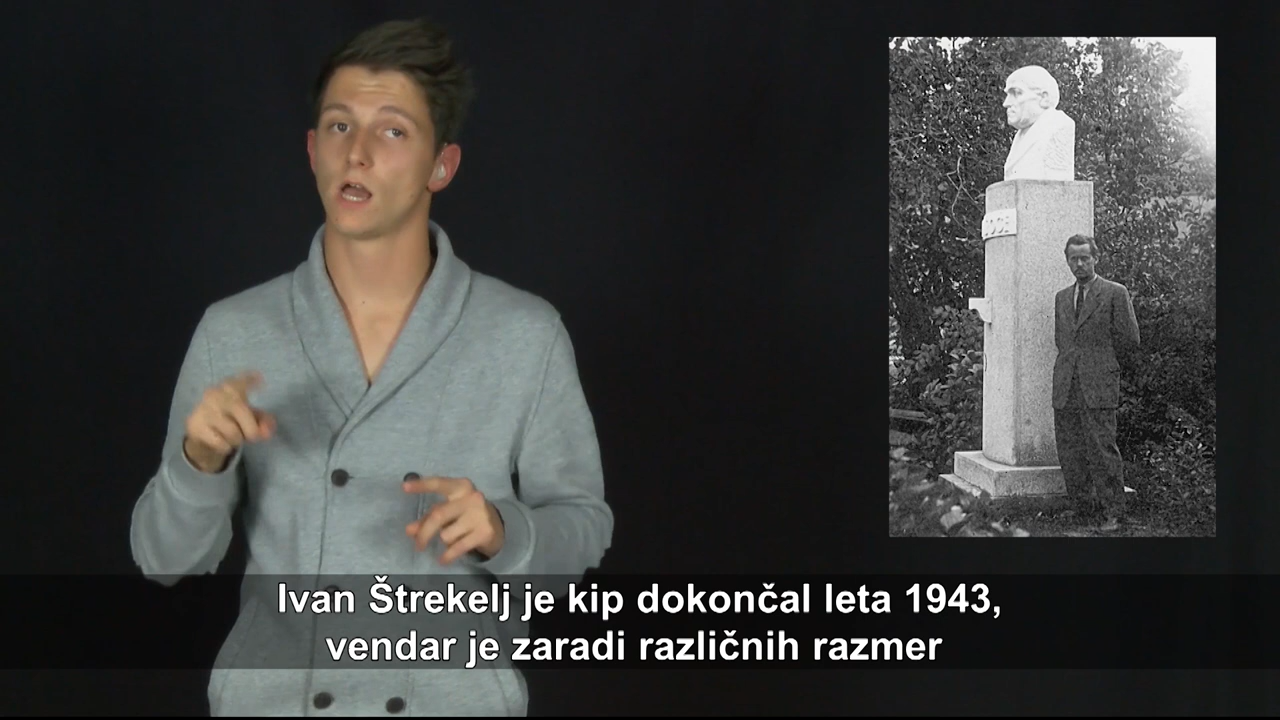 Ivan Štrekelj je kip dokončal leta 1943,
vendar je zaradi različnih razmer